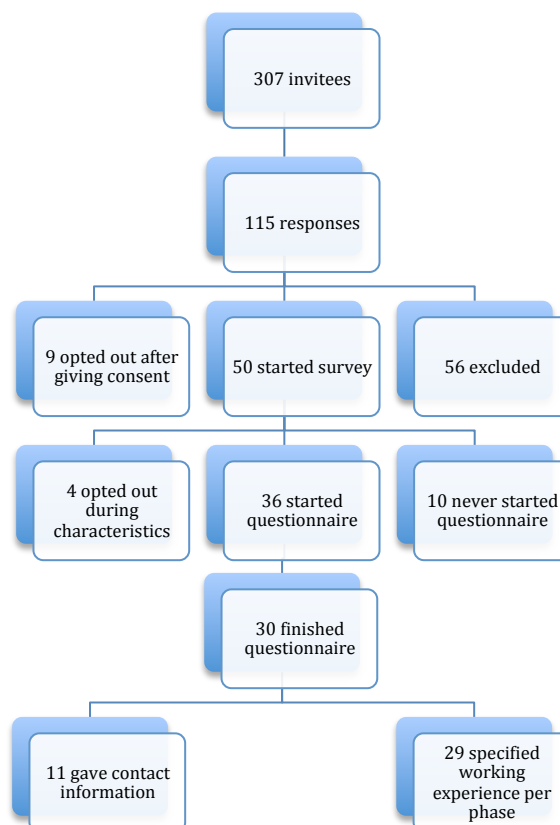 307 invitees
115 responses
9 opted out after
giving consent
50 started survey
56 excluded
4 opted out
during
characteristics
36 started
questionnaire
10 never started
questionnaire
30 finished
questionnaire
11 gave contact
information
29 specified
working
experience per
phase